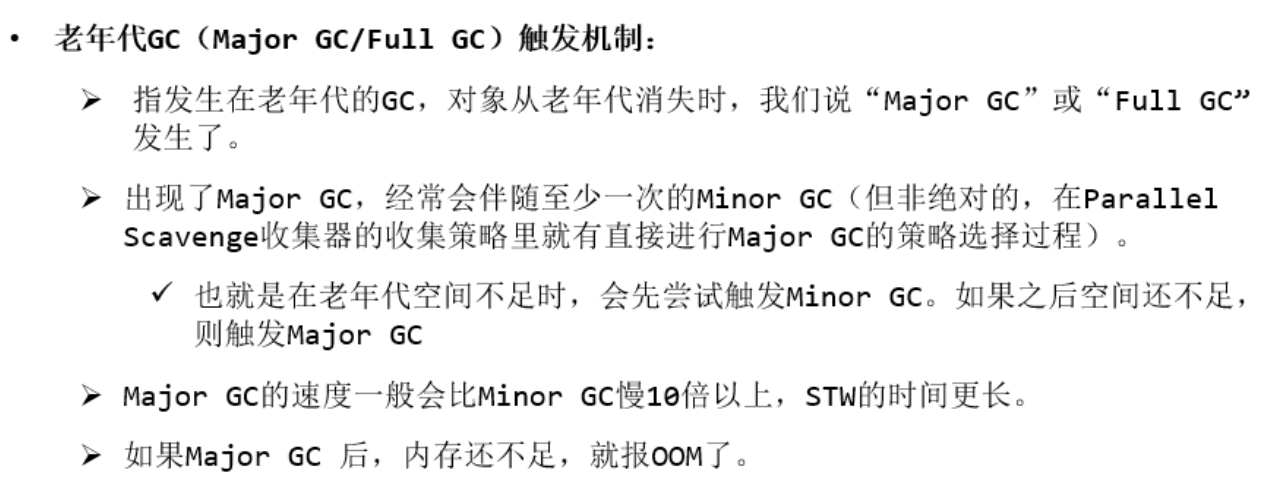 • 老年代GC（Major GC/Full GC）触发机制：
➢ 指发生在老年代的GC，对象从老年代消失时，我们说“Major GC”或“Full GC”
发生了。
➢ 出现了Major GC，经常会伴随至少一次的Minor GC（但非绝对的，在Parallel
Scavenge收集器的收集策略里就有直接进行Major GC的策略选择过程）。
✓ 也就是在老年代空间不足时，会先尝试触发Minor GC。如果之后空间还不足，
则触发Major GC
➢ Major GC的速度一般会比Minor GC慢10倍以上，STW的时间更长。
➢ 如果Major GC 后，内存还不足，就报OOM了。